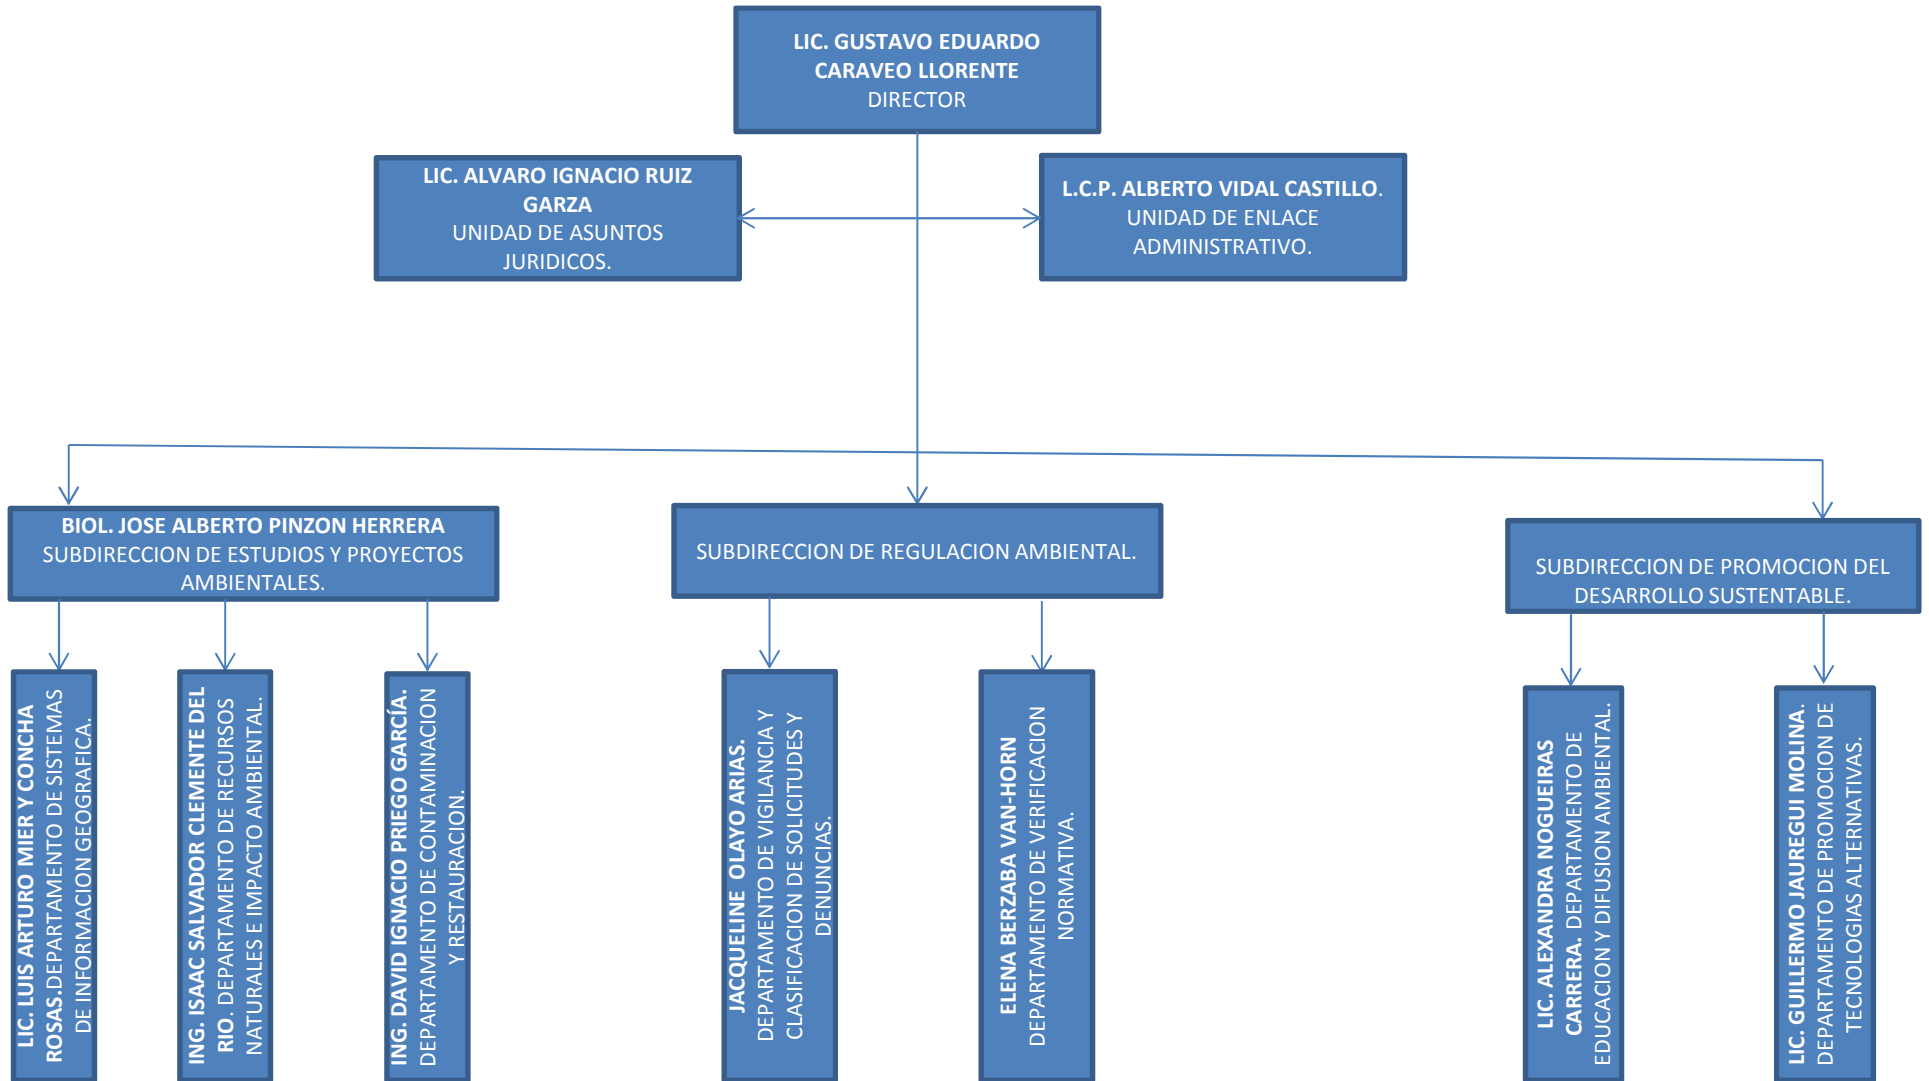 LIC. GUSTAVO EDUARDO
CARAVEO LLORENTE
DIRECTOR
LIC. ALVARO IGNACIO RUIZ
GARZA
UNIDAD DE ASUNTOS
JURIDICOS.
L.C.P. ALBERTO VIDAL CASTILLO.
UNIDAD DE ENLACE
ADMINISTRATIVO.
BIOL. JOSE ALBERTO PINZON HERRERA
SUBDIRECCION DE ESTUDIOS Y PROYECTOS
AMBIENTALES.
SUBDIRECCION DE REGULACION AMBIENTAL.
SUBDIRECCION DE PROMOCION DEL
DESARROLLO SUSTENTABLE.
LIC. LUIS ARTURO MIER Y CONCHA
ROSAS.DEPARTAMENTO DE SISTEMAS
DE INFORMACION GEOGRAFICA.
ING. ISAAC SALVADOR CLEMENTE DEL
RIO. DEPARTAMENTO DE RECURSOS
NATURALES E IMPACTO AMBIENTAL.
ING. DAVID IGNACIO PRIEGO GARCÍA.
DEPARTAMENTO DE CONTAMINACION
Y RESTAURACION.
JACQUELINE OLAYO ARIAS.
DEPARTAMENTO DE VIGILANCIA Y
CLASIFICACION DE SOLICITUDES Y
DENUNCIAS.
ELENA BERZABA VAN-HORN
DEPARTAMENTO DE VERIFICACION
NORMATIVA.
LIC. ALEXANDRA NOGUEIRAS
CARRERA. DEPARTAMENTO DE
EDUCACION Y DIFUSION AMBIENTAL.
LIC. GUILLERMO JAUREGUI MOLINA.
DEPARTAMENTO DE PROMOCION DE
TECNOLOGIAS ALTERNATIVAS.